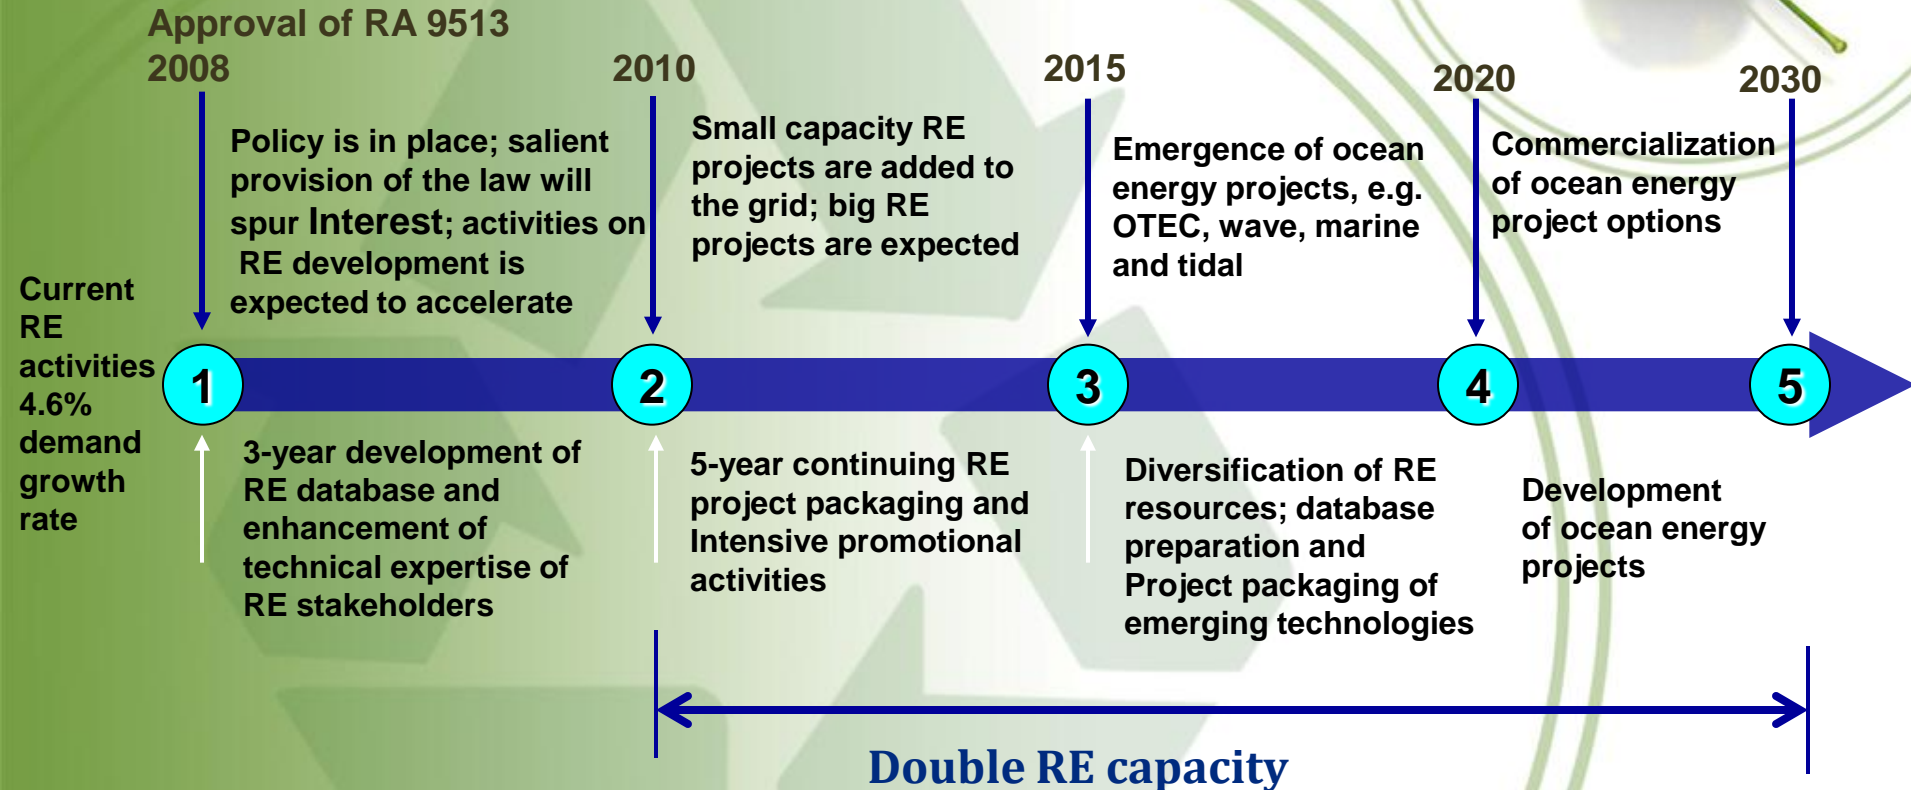 Approval of RA 9513
2008
2010
2015
2020
2030
Policy is in place; salient
provision of the law will
spur Interest; activities on
RE development is
expected to accelerate
Small capacity RE
projects are added to
the grid; big RE
projects are expected
Emergence of ocean
energy projects, e.g.
OTEC, wave, marine
and tidal
Commercialization
of ocean energy
project options
Current
RE
activities
4.6%
demand
growth
rate
1
2
3
4
5
3-year development of
RE database and
enhancement of
technical expertise of
RE stakeholders
5-year continuing RE
project packaging and
Intensive promotional
activities
Diversification of RE
resources; database
preparation and
Project packaging of
emerging technologies
Development
of ocean energy
projects
Double RE capacity